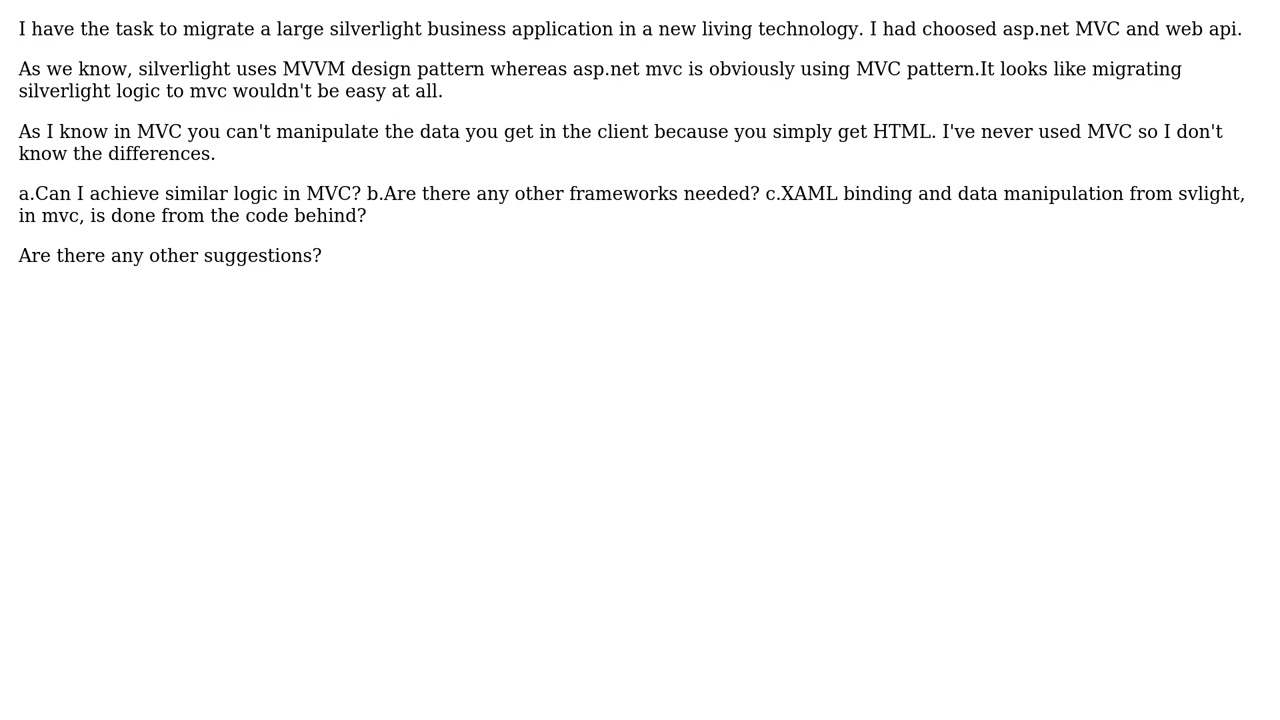 I have the task to migrate a large silverlight business application in a new living technology. I had choosed asp.net MVC and web api.
As we know, silverlight uses MVVM design pattern whereas asp.net mvc is obviously using MVC pattern.It looks like migrating
silverlight logic to mvc wouldn't be easy at all.
As I know in MVC you can't manipulate the data you get in the client because you simply get HTML. I've never used MVC so I don't
know the differences.
a.Can I achieve similar logic in MVC? b.Are there any other frameworks needed? c.XAML binding and data manipulation from svlight,
in mvc, is done from the code behind?
Are there any other suggestions?